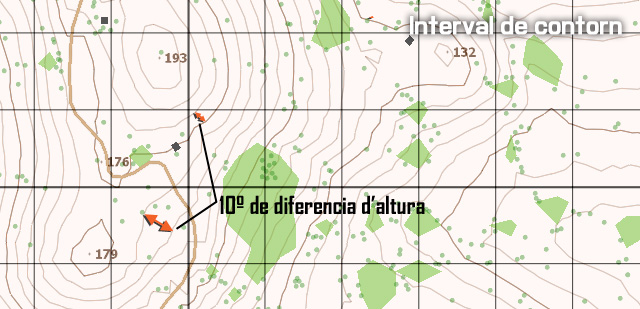 Interval de contorn
193
132
176
10º de diferencia d'altura
179